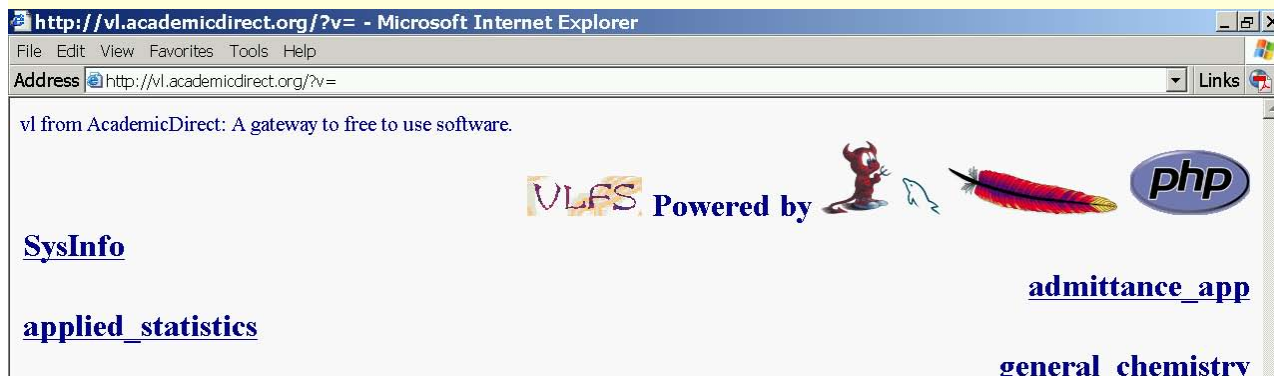 http://vl.academicdirect.org/?v= - Microsoft Internet Explorer
File Edit View Favorites Tools Help
Address http://vl.academicdirect.org/?v= Links
vl from AcademicDirect: A gateway to free to use software.
VLFS Powered by php
SysInfo
admittance_app
applied_statistics
general_chemistry